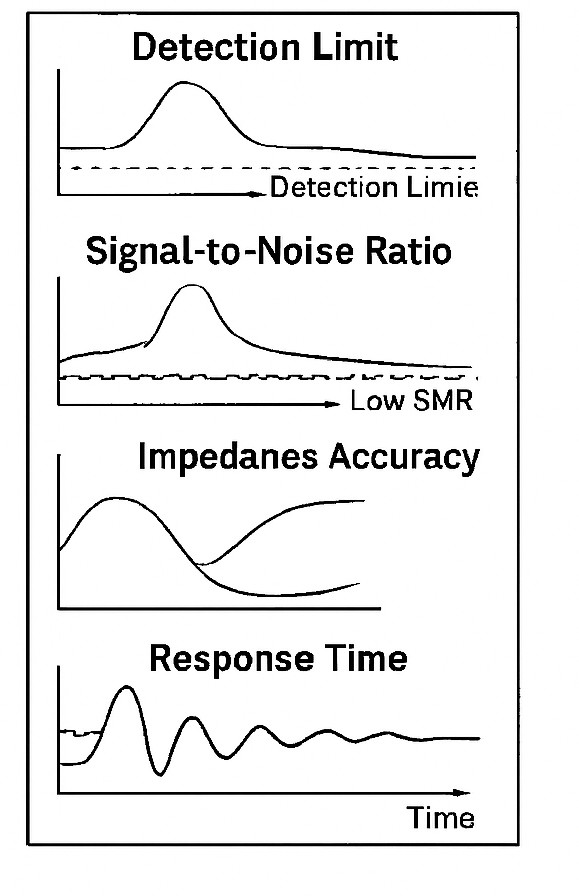 Detection Limit
Detection Limie
Signal-to-Noise Ratio
Low SMR
Impedanes Accuracy
Response Time
Time